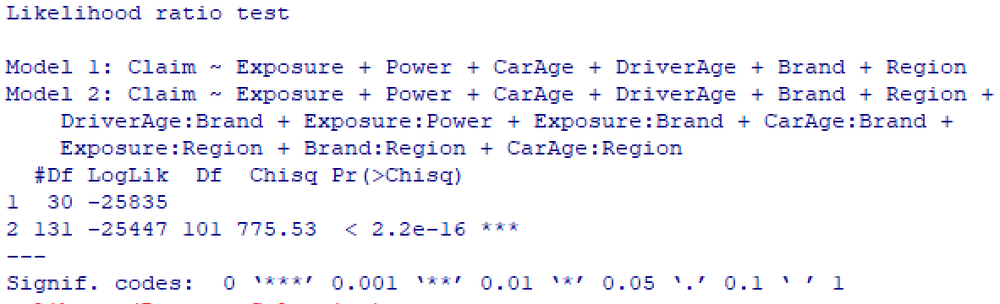 Likelihood ratio test
Model 1: Claim ~ Exposure + Power + CarAge + DriverAge + Brand + Region
Model 2: Claim ~ Exposure + Power + CarAge + DriverAge + Brand + Region +
    DriverAge:Brand + Exposure:Power + Exposure:Brand + CarAge:Brand +
    Exposure:Region + Brand:Region + CarAge:Region
  #Df LogLik  Df  Chisq Pr(>Chisq)
1  30 -25835
2 131 -25447 101 775.53  < 2.2e-16 ***
---
Signif. codes:  0 ‘***’ 0.001 ‘**’ 0.01 ‘*’ 0.05 ‘.’ 0.1 ‘ ’ 1